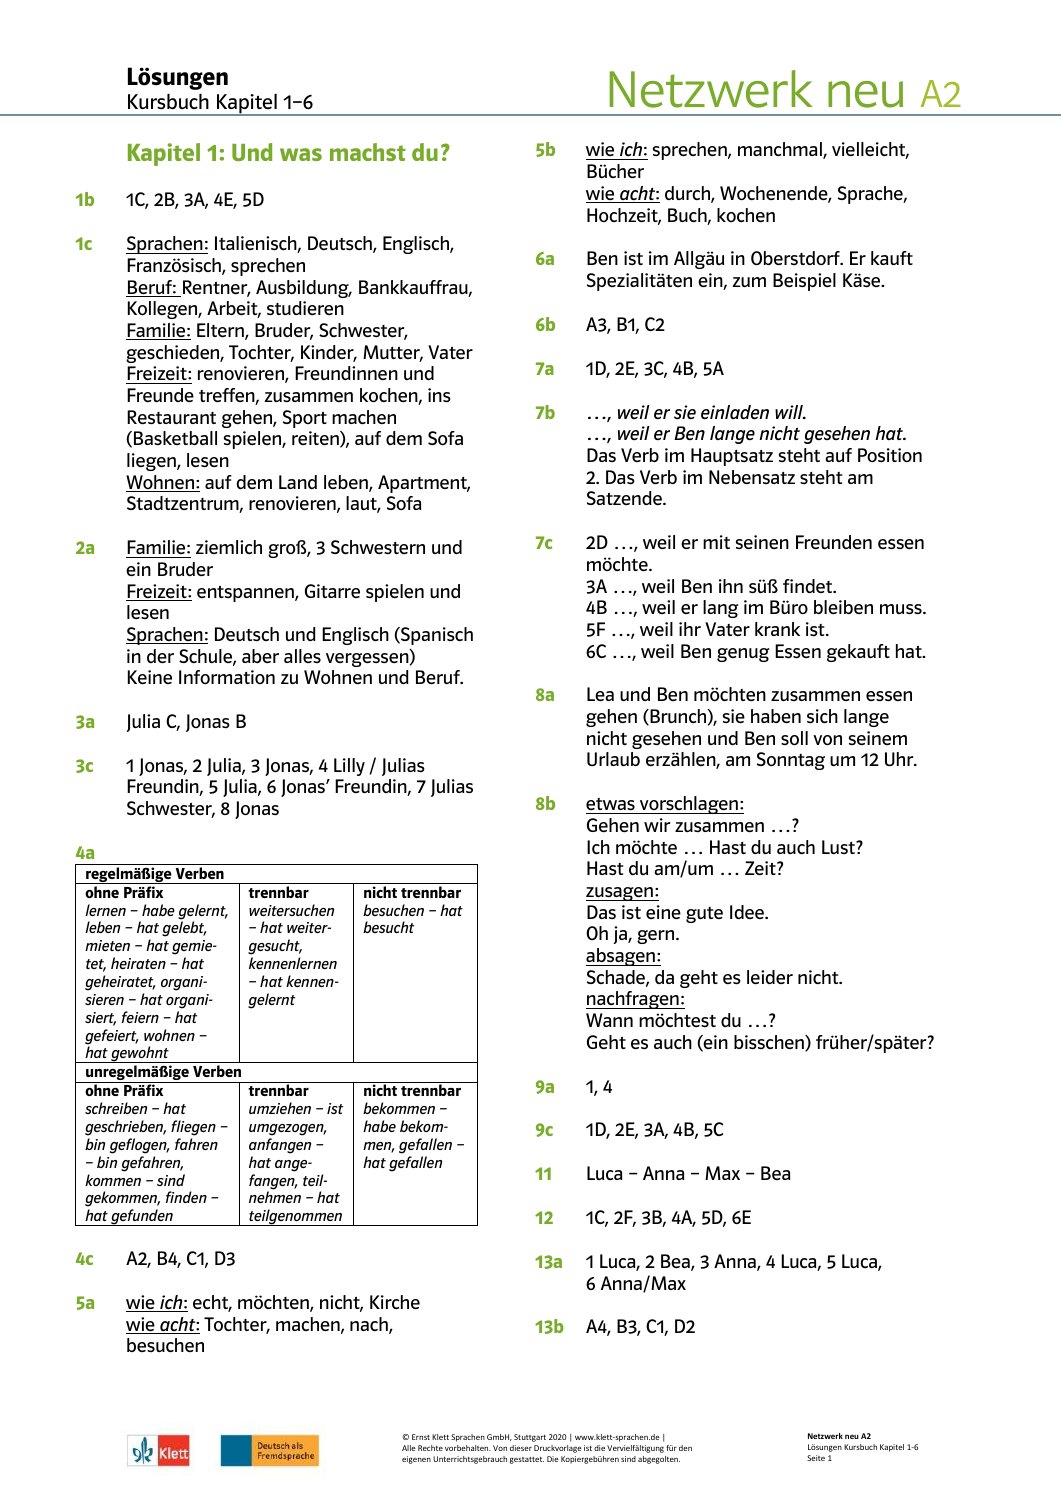 Lösungen
Kursbuch Kapitel 1–6
Netzwerk neu A2
Kapitel 1: Und was machst du?
1b 1C, 2B, 3A, 4E, 5D
1c Sprachen: Italienisch, Deutsch, Englisch,
Französisch, sprechen
Beruf: Rentner, Ausbildung, Bankkauffrau,
Kollegen, Arbeit, studieren
Familie: Eltern, Bruder, Schwester,
geschieden, Tochter, Kinder, Mutter, Vater
Freizeit: renovieren, Freundinnen und
Freunde treffen, zusammen kochen, ins
Restaurant gehen, Sport machen
(Basketball spielen, reiten), auf dem Sofa
liegen, lesen
Wohnen: auf dem Land leben, Apartment,
Stadtzentrum, renovieren, laut, Sofa
2a Familie: ziemlich groß, 3 Schwestern und
ein Bruder
Freizeit: entspannen, Gitarre spielen und
lesen
Sprachen: Deutsch und Englisch (Spanisch
in der Schule, aber alles vergessen)
Keine Information zu Wohnen und Beruf.
3a Julia C, Jonas B
3c 1 Jonas, 2 Julia, 3 Jonas, 4 Lilly / Julias
Freundin, 5 Julia, 6 Jonas’ Freundin, 7 Julias
Schwester, 8 Jonas
4a
regelmäßige Verben
ohne Präfix
lernen – habe gelernt,
leben – hat gelebt,
mieten – hat gemie-
tet, heiraten – hat
geheiratet, organi-
sieren – hat organi-
siert, feiern – hat
gefeiert, wohnen –
hat gewohnt
trennbar
weitersuchen
– hat weiter-
gesucht,
kennenlernen
– hat kennen-
gelernt
nicht trennbar
besuchen – hat
besucht
unregelmäßige Verben
ohne Präfix
schreiben – hat
geschrieben, fliegen –
bin geflogen, fahren
– bin gefahren,
kommen – sind
gekommen, finden –
hat gefunden
trennbar
umziehen – ist
umgezogen,
anfangen –
hat ange-
fangen, teil-
nehmen – hat
teilgenommen
nicht trennbar
bekommen –
habe bekom-
men, gefallen –
hat gefallen
4c A2, B4, C1, D3
5a wie ich: echt, möchten, nicht, Kirche
wie acht: Tochter, machen, nach,
besuchen
5b wie ich: sprechen, manchmal, vielleicht,
Bücher
wie acht: durch, Wochenende, Sprache,
Hochzeit, Buch, kochen
6a Ben ist im Allgäu in Oberstdorf. Er kauft
Spezialitäten ein, zum Beispiel Käse.
6b A3, B1, C2
7a 1D, 2E, 3C, 4B, 5A
7b …, weil er sie einladen will.
…, weil er Ben lange nicht gesehen hat.
Das Verb im Hauptsatz steht auf Position
2. Das Verb im Nebensatz steht am
Satzende.
7c 2D …, weil er mit seinen Freunden essen
möchte.
3A …, weil Ben ihn süß findet.
4B …, weil er lang im Büro bleiben muss.
5F …, weil ihr Vater krank ist.
6C …, weil Ben genug Essen gekauft hat.
8a Lea und Ben möchten zusammen essen
gehen (Brunch), sie haben sich lange
nicht gesehen und Ben soll von seinem
Urlaub erzählen, am Sonntag um 12 Uhr.
8b etwas vorschlagen:
Gehen wir zusammen …?
Ich möchte … Hast du auch Lust?
Hast du am/um … Zeit?
zusagen:
Das ist eine gute Idee.
Oh ja, gern.
absagen:
Schade, da geht es leider nicht.
nachfragen:
Wann möchtest du …?
Geht es auch (ein bisschen) früher/später?
9a 1, 4
9c 1D, 2E, 3A, 4B, 5C
11 Luca – Anna – Max – Bea
12 1C, 2F, 3B, 4A, 5D, 6E
13a 1 Luca, 2 Bea, 3 Anna, 4 Luca, 5 Luca,
6 Anna/Max
13b A4, B3, C1, D2
Klett
Deutsch als
Fremdsprache
© Ernst Klett Sprachen GmbH, Stuttgart 2020 | www.klett-sprachen.de |
Alle Rechte vorbehalten. Von dieser Druckvorlage ist die Vervielfältigung für den
eigenen Unterrichtsgebrauch gestattet. Die Kopiergebühren sind abgegolten.
Netzwerk neu A2
Lösungen Kursbuch Kapitel 1-6
Seite 1